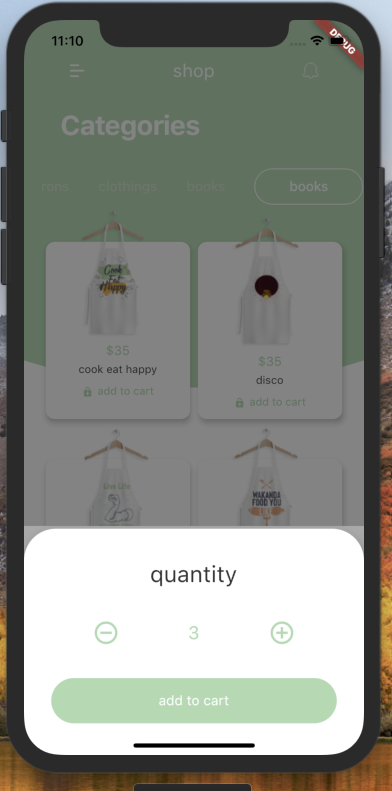 11:10
DEBUG
shop
Categories
rons clothings books books
Cook
Eat
Happy
$35
cook eat happy
add to cart
$35
disco
add to cart
Love Life
WAKANDA
FOOD YOU
quantity
3
add to cart